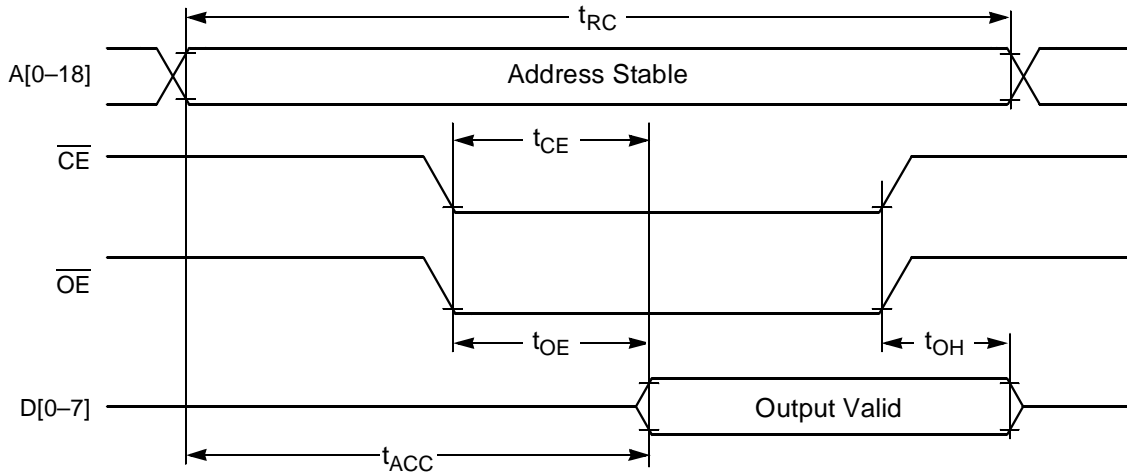 tRC
A[0–18]
Address Stable
CE
tCE
OE
tOE
tOH
D[0–7]
Output Valid
tACC